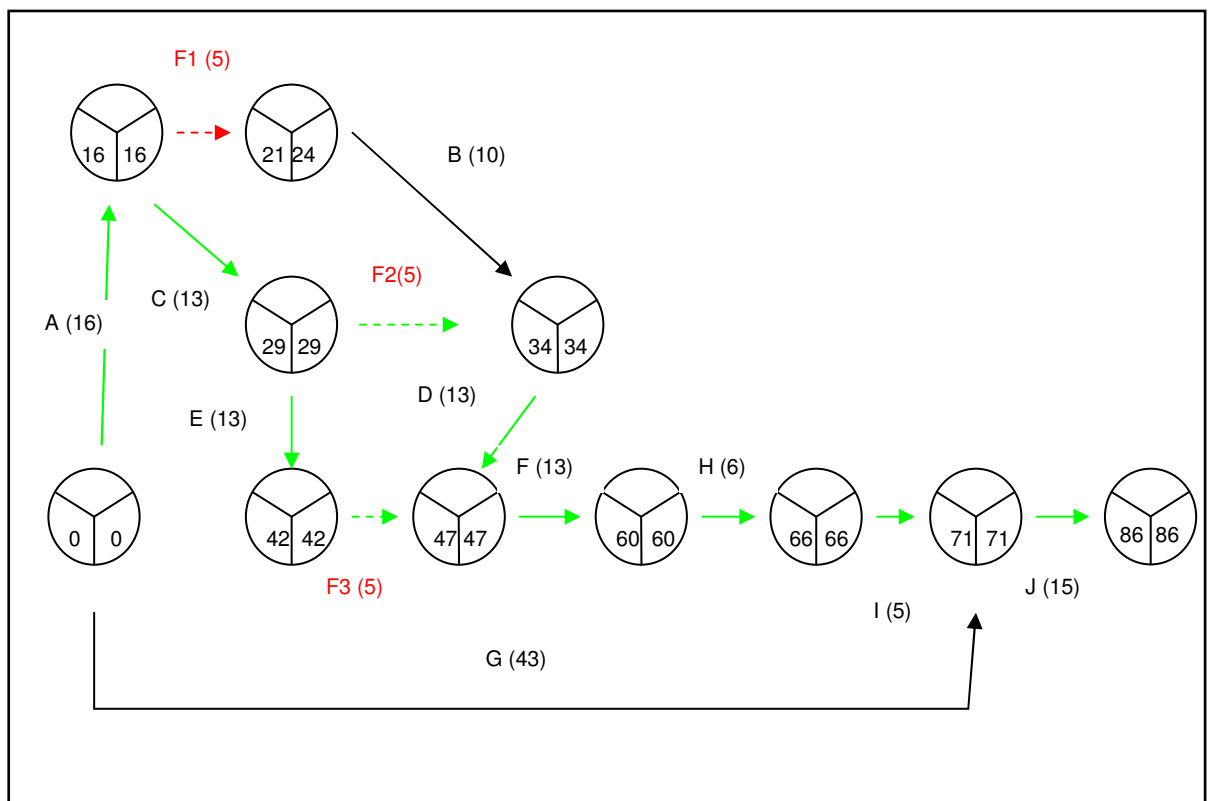 F1 (5)
16 16
21 24
B (10)
F2(5)
C (13)
A (16)
29 29
34 34
D (13)
E (13)
F (13)
H (6)
0 0
42 42
47 47
60 60
66 66
71 71
86 86
F3 (5)
J (15)
I (5)
G (43)